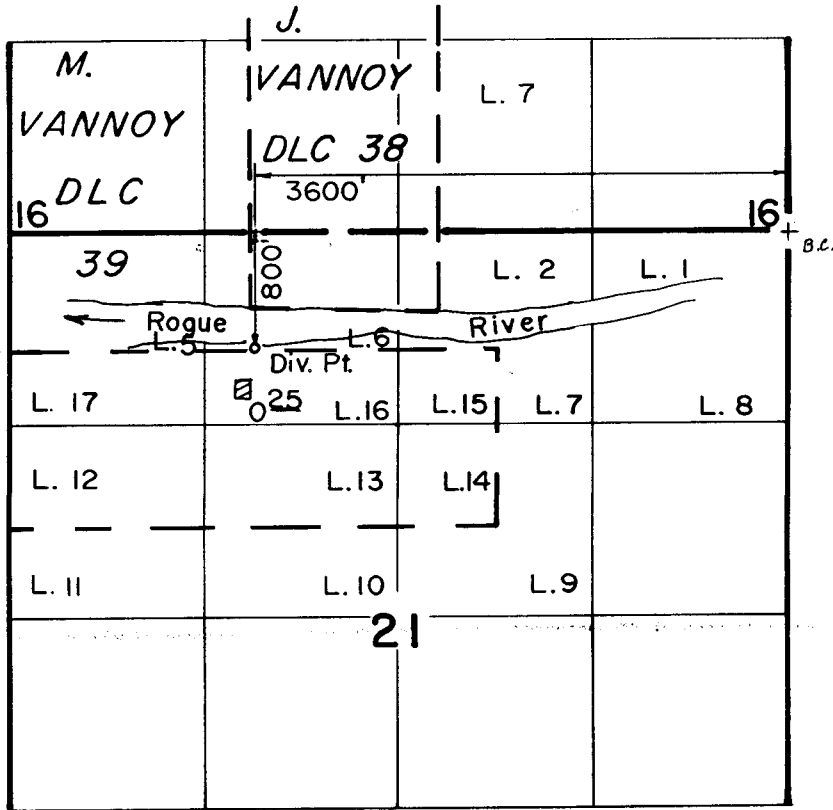 J.
M.
VANNOY
L. 7
VANNOY
DLC 38
3600'
DLC
16
16
B.C.
39
800'
L. 2
L. 1
Rogue
River
L.5
L.6
Div. Pt.
L. 17
25
L.16
L.15
L.7
L. 8
L. 12
L.13
L.14
L. 11
L.10
L.9
21